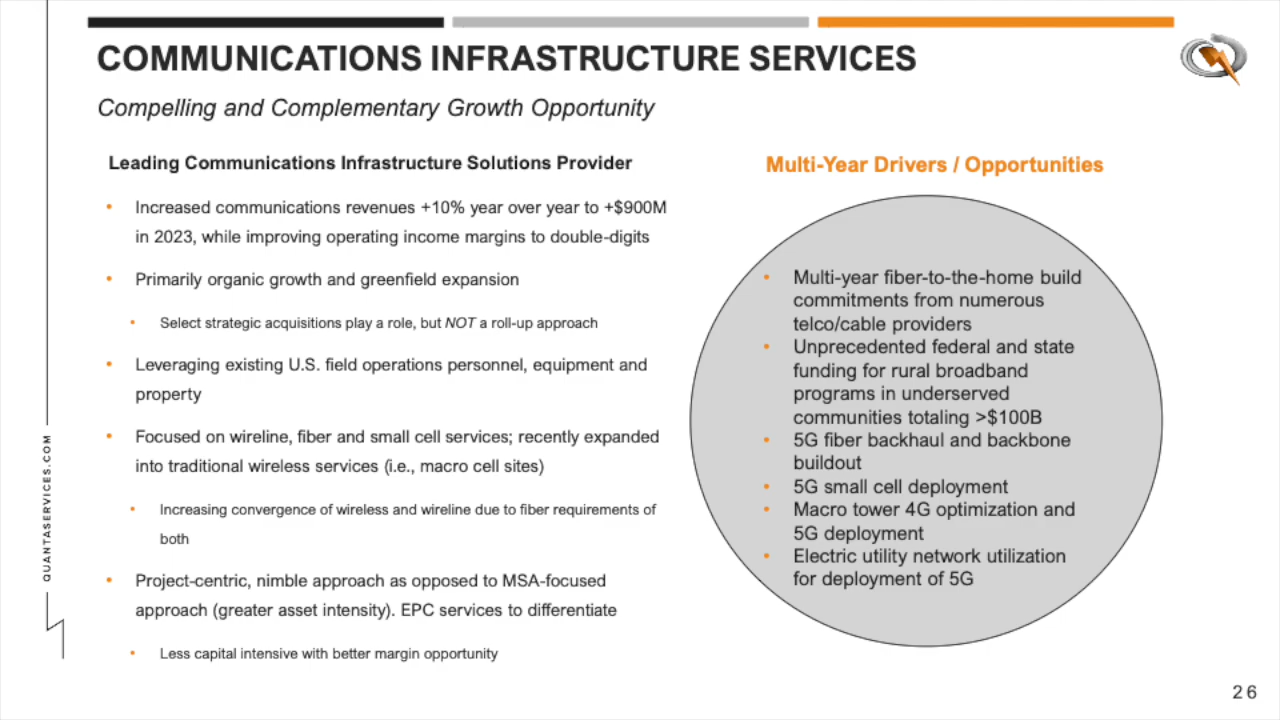 COMMUNICATIONS INFRASTRUCTURE SERVICES
Compelling and Complementary Growth Opportunity
Leading Communications Infrastructure Solutions Provider
• Increased communications revenues +10% year over year to +$900M
in 2023, while improving operating income margins to double-digits
• Primarily organic growth and greenfield expansion
• Select strategic acquisitions play a role, but NOT a roll-up approach
• Leveraging existing U.S. field operations personnel, equipment and
property
• Focused on wireline, fiber and small cell services; recently expanded
into traditional wireless services (i.e., macro cell sites)
• Increasing convergence of wireless and wireline due to fiber requirements of
both
• Project-centric, nimble approach as opposed to MSA-focused
approach (greater asset intensity). EPC services to differentiate
• Less capital intensive with better margin opportunity
Multi-Year Drivers / Opportunities
• Multi-year fiber-to-the-home build
commitments from numerous
telco/cable providers
• Unprecedented federal and state
funding for rural broadband
programs in underserved
communities totaling >$100B
• 5G fiber backhaul and backbone
buildout
• 5G small cell deployment
• Macro tower 4G optimization and
5G deployment
• Electric utility network utilization
for deployment of 5G
QUANTASERVICES.COM
26